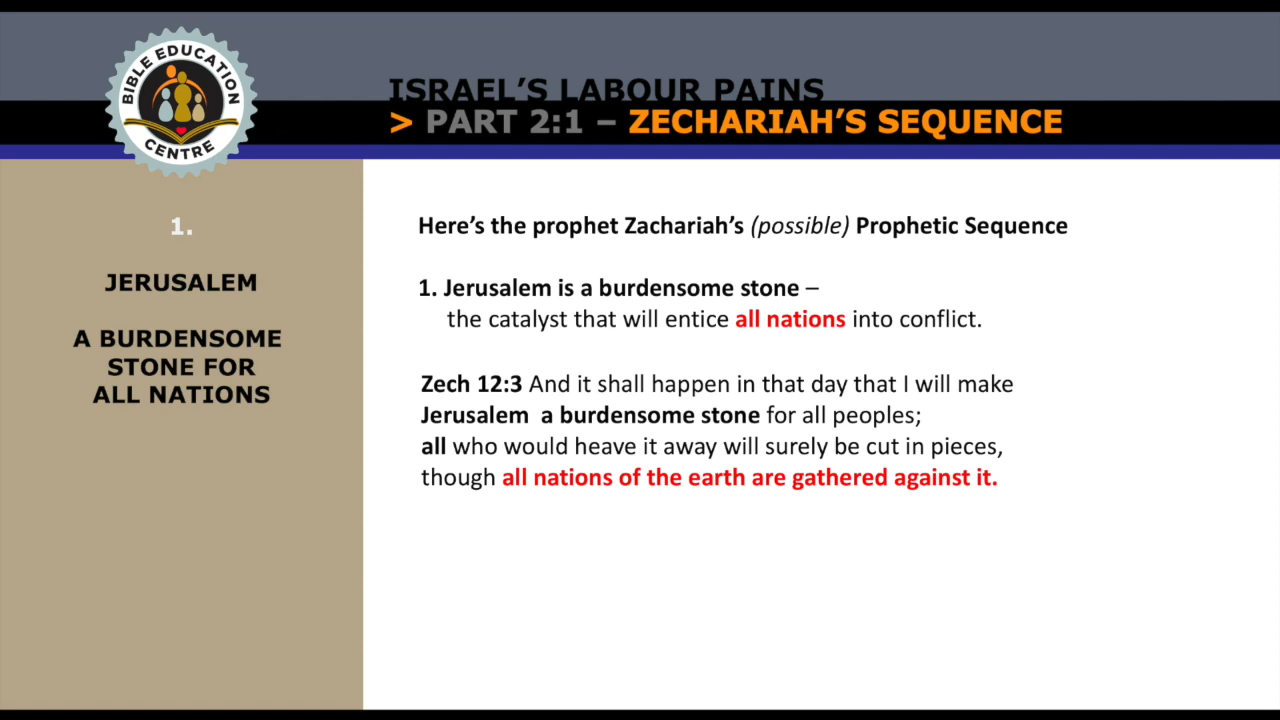 BIBLE EDUCATION
CENTRE
ISRAEL'S LABOUR PAINS
> PART 2:1 – ZECHARIAH'S SEQUENCE
1.
JERUSALEM
A BURDENSOME
STONE FOR
ALL NATIONS
Here's the prophet Zachariah's (possible) Prophetic Sequence
1. Jerusalem is a burdensome stone –
the catalyst that will entice all nations into conflict.
Zech 12:3 And it shall happen in that day that I will make
Jerusalem a burdensome stone for all peoples;
all who would heave it away will surely be cut in pieces,
though all nations of the earth are gathered against it.